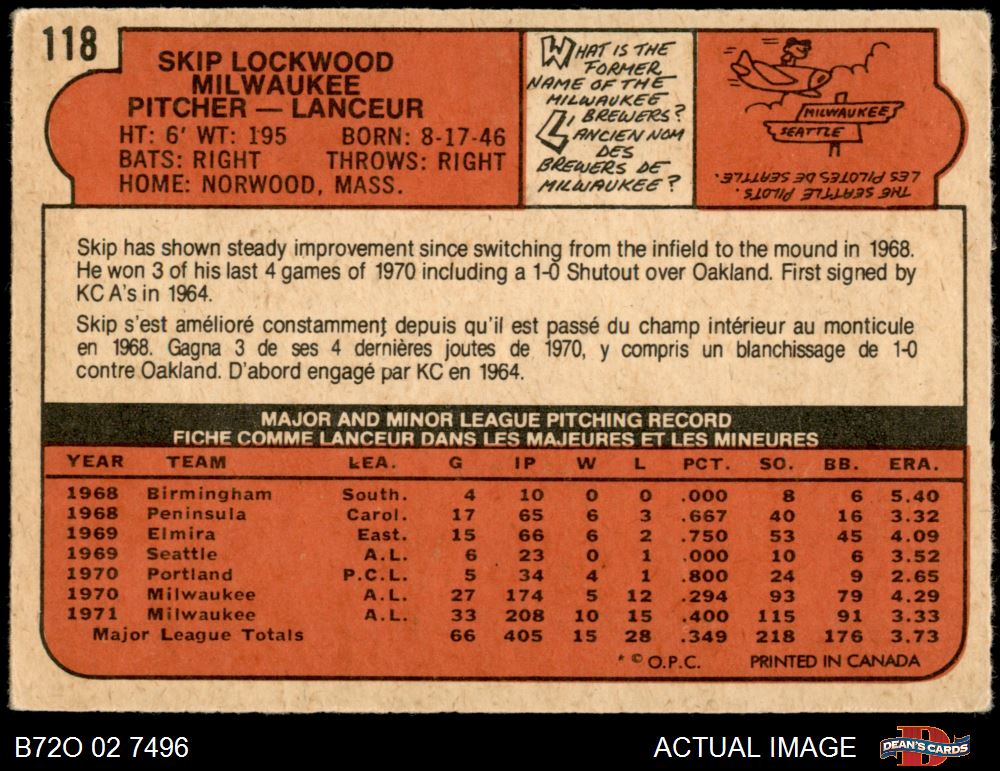 118
SKIP LOCKWOOD
MILWAUKEE
PITCHER — LANCEUR
HT: 6' WT: 195 BORN: 8-17-46
BATS: RIGHT THROWS: RIGHT
HOME: NORWOOD, MASS.
WHAT IS THE
FORMER
NAME OF THE
MILWAUKEE
BREWERS?
L'ANCIEN NOM
DES
BREWERS DE
MILWAUKEE?
MILWAUKEE
SEATTLE
THE SEATTLE PILOTS.
LES PILOTES DE SEATTLE.
Skip has shown steady improvement since switching from the infield to the mound in 1968.
He won 3 of his last 4 games of 1970 including a 1-0 Shutout over Oakland. First signed by
KC A's in 1964.
Skip s'est amélioré constamment depuis qu'il est passé du champ intérieur au monticule
en 1968. Gagna 3 de ses 4 dernières joutes de 1970, y compris un blanchissage de 1-0
contre Oakland. D'abord engagé par KC en 1964.
MAJOR AND MINOR LEAGUE PITCHING RECORD
FICHE COMME LANCEUR DANS LES MAJEURES ET LES MINEURES
YEAR TEAM LEA. G IP W L PCT. SO. BB. ERA.
1968 Birmingham South. 4 10 0 0 .000 8 6 5.40
1968 Peninsula Carol. 17 65 6 3 .667 40 16 3.32
1969 Elmira East. 15 66 6 2 .750 53 45 4.09
1969 Seattle A.L. 6 23 0 1 .000 10 6 3.52
1970 Portland P.C.L. 5 34 4 1 .800 24 9 2.65
1970 Milwaukee A.L. 27 174 5 12 .294 93 79 4.29
1971 Milwaukee A.L. 33 208 10 15 .400 115 91 3.33
Major League Totals 66 405 15 28 .349 218 176 3.73
* © O.P.C. PRINTED IN CANADA
B72O 02 7496 ACTUAL IMAGE DEAN'S CARDS